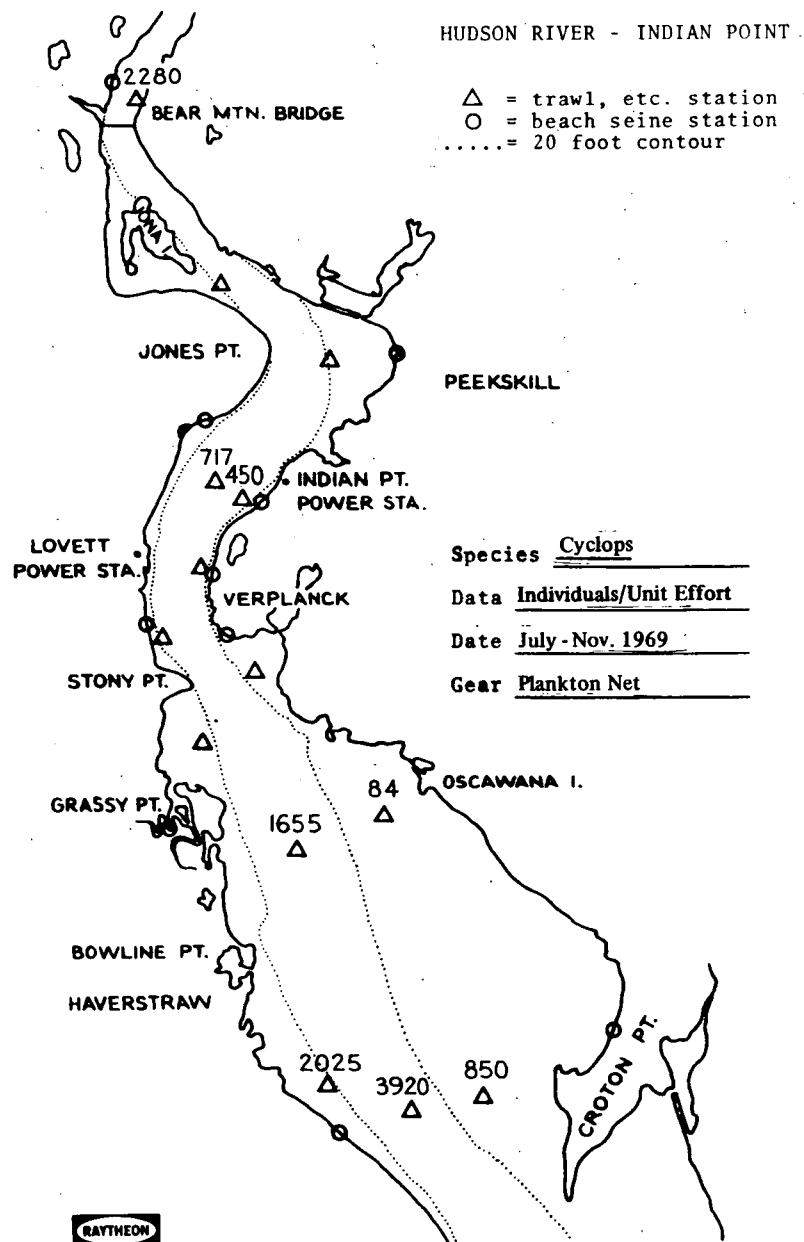 HUDSON RIVER - INDIAN POINT
△ = trawl, etc. station
○ = beach seine station
.....= 20 foot contour
2280
BEAR MTN. BRIDGE
IONA I.
JONES PT.
PEEKSKILL
717
450
INDIAN PT.
POWER STA.
LOVETT
POWER STA.
Species Cyclops
Data Individuals/Unit Effort
VERPLANCK
Date July - Nov. 1969
STONY PT.
Gear Plankton Net
OSCAWANA I.
84
GRASSY PT.
1655
BOWLINE PT.
HAVERSTRAW
2025
3920
850
CROTON PT.
RAYTHEON